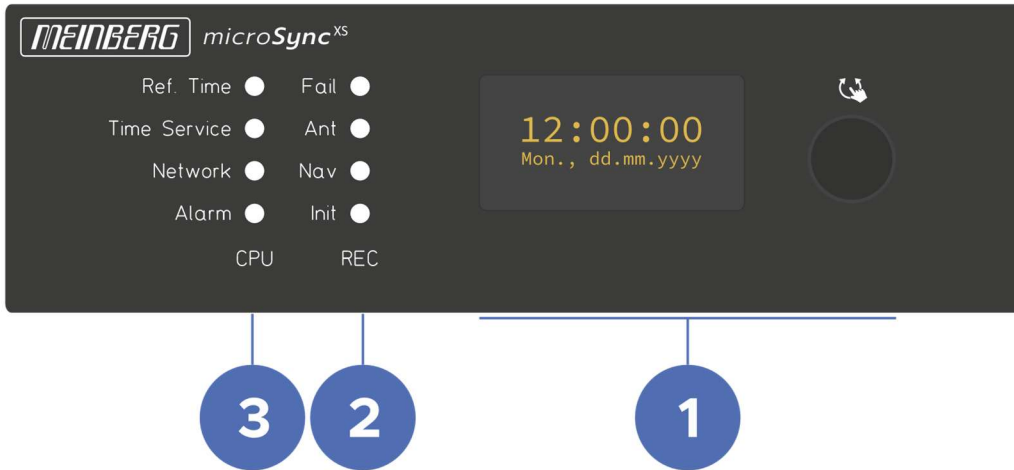 MEINBERG microSync XS
Ref. Time Fail
Time Service Ant
Network Nav
Alarm Init
CPU REC
12:00:00
Mon., dd.mm.yyyy
3 2 1